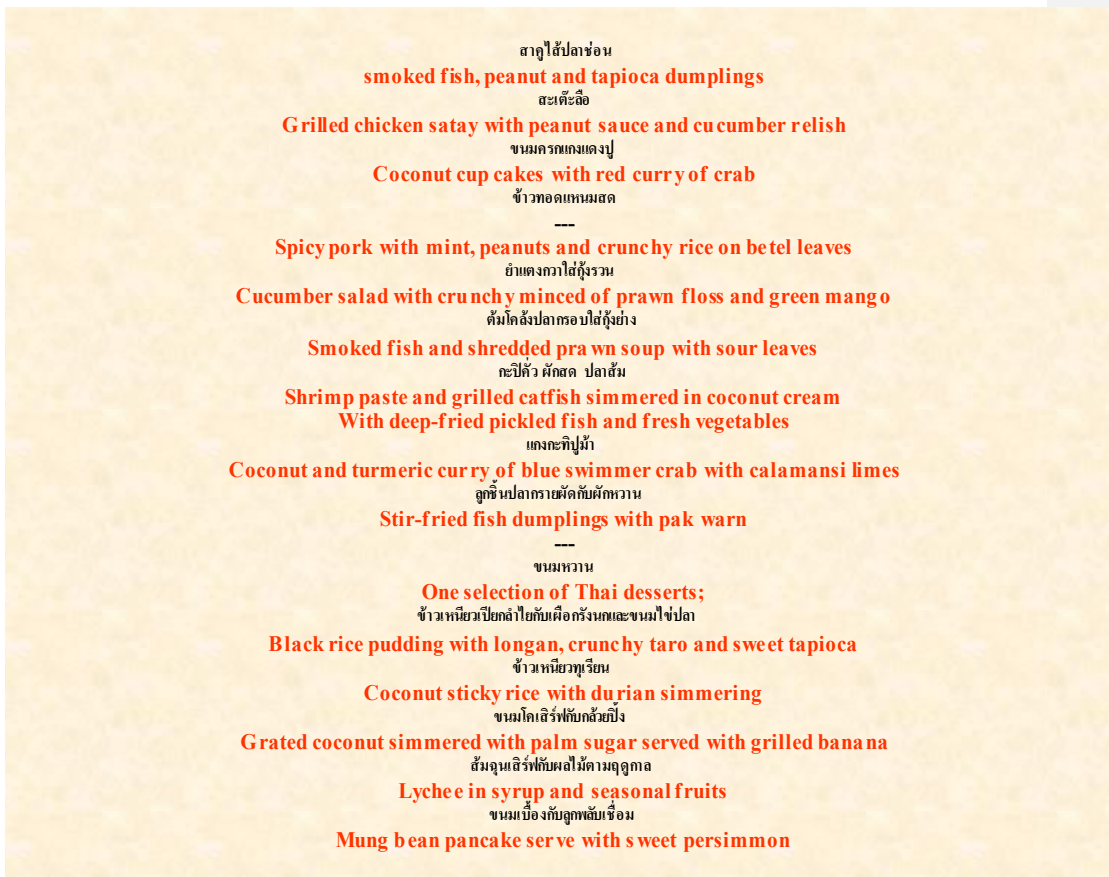 สาคูไส้ปลาช่อน
smoked fish, peanut and tapioca dumplings
สะเต๊ะลือ
Grilled chicken satay with peanut sauce and cucumber relish
ขนมครกแกงแดงปู
Coconut cup cakes with red curry of crab
ข้าวทอดแหนมสด
---
Spicy pork with mint, peanuts and crunchy rice on betel leaves
ยำแตงกวาใส่กุ้งรวน
Cucumber salad with crunchy minced of prawn floss and green mango
ต้มโคล้งปลากรอบใส่กุ้งย่าง
Smoked fish and shredded prawn soup with sour leaves
กะปิคั่ว ผักสด ปลาส้ม
Shrimp paste and grilled catfish simmered in coconut cream
With deep-fried pickled fish and fresh vegetables
แกงกะทิปูม้า
Coconut and turmeric curry of blue swimmer crab with calamansi limes
ลูกชิ้นปลากรายผัดกับผักหวาน
Stir-fried fish dumplings with pak warn
---
ขนมหวาน
One selection of Thai desserts;
ข้าวเหนียวเปียกลำไยกับเผือกรังนกและขนมไข่ปลา
Black rice pudding with longan, crunchy taro and sweet tapioca
ข้าวเหนียวทุเรียน
Coconut sticky rice with durian simmering
ขนมโคเสิร์ฟกับกล้วยปิ้ง
Grated coconut simmered with palm sugar served with grilled banana
ส้มฉุนเสิร์ฟกับผลไม้ตามฤดูกาล
Lychee in syrup and seasonal fruits
ขนมเบื้องกับลูกพลับเชื่อม
Mung bean pancake serve with sweet persimmon